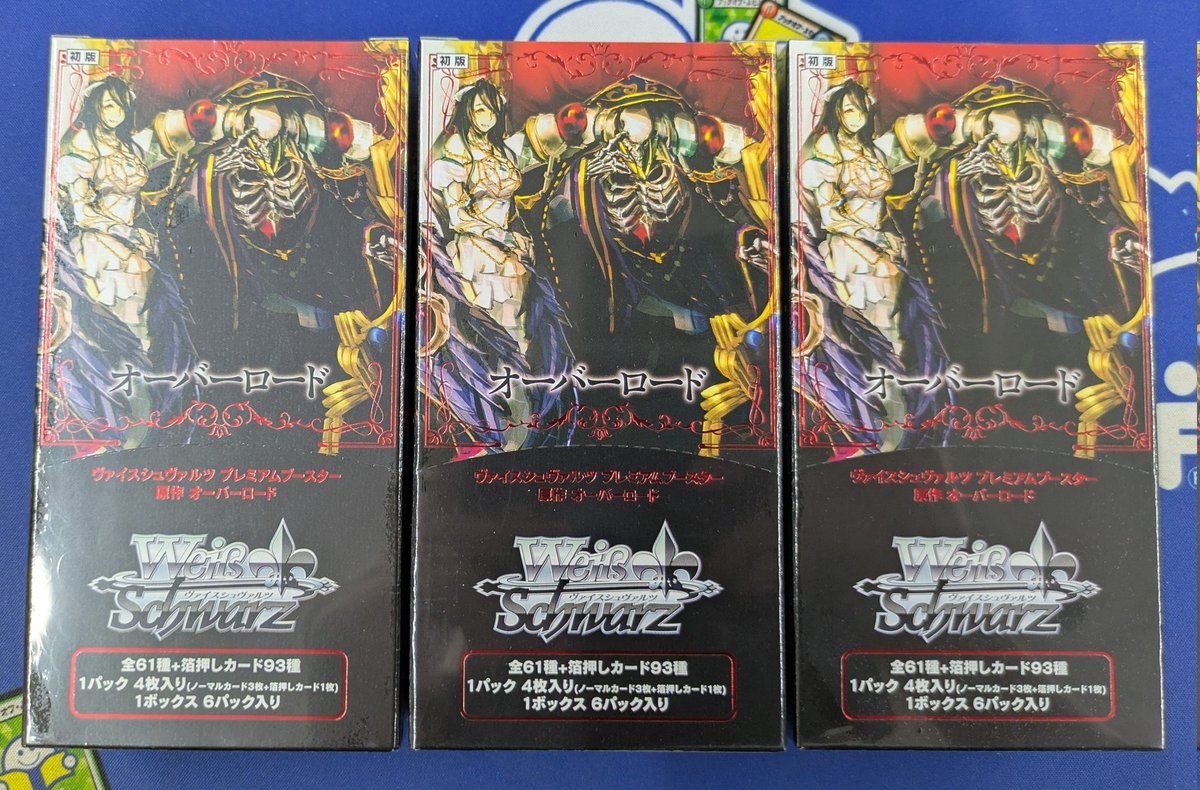 初版
オーバーロード
ヴァイスシュヴァルツ プレミアムブースター
原作 オーバーロード
Weiß
ヴァイスシュヴァルツ
Schwarz
全61種+箔押しカード93種
1パック 4枚入り(ノーマルカード3枚+箔押しカード1枚)
1ボックス 6パック入り
初版
オーバーロード
ヴァイスシュヴァルツ プレミアムブースター
原作 オーバーロード
Weiß
ヴァイスシュヴァルツ
Schwarz
全61種+箔押しカード93種
1パック 4枚入り(ノーマルカード3枚+箔押しカード1枚)
1ボックス 6パック入り
初版
オーバーロード
ヴァイスシュヴァルツ プレミアムブースター
原作 オーバーロード
Weiß
ヴァイスシュヴァルツ
Schwarz
全61種+箔押しカード93種
1パック 4枚入り(ノーマルカード3枚+箔押しカード1枚)
1ボックス 6パック入り